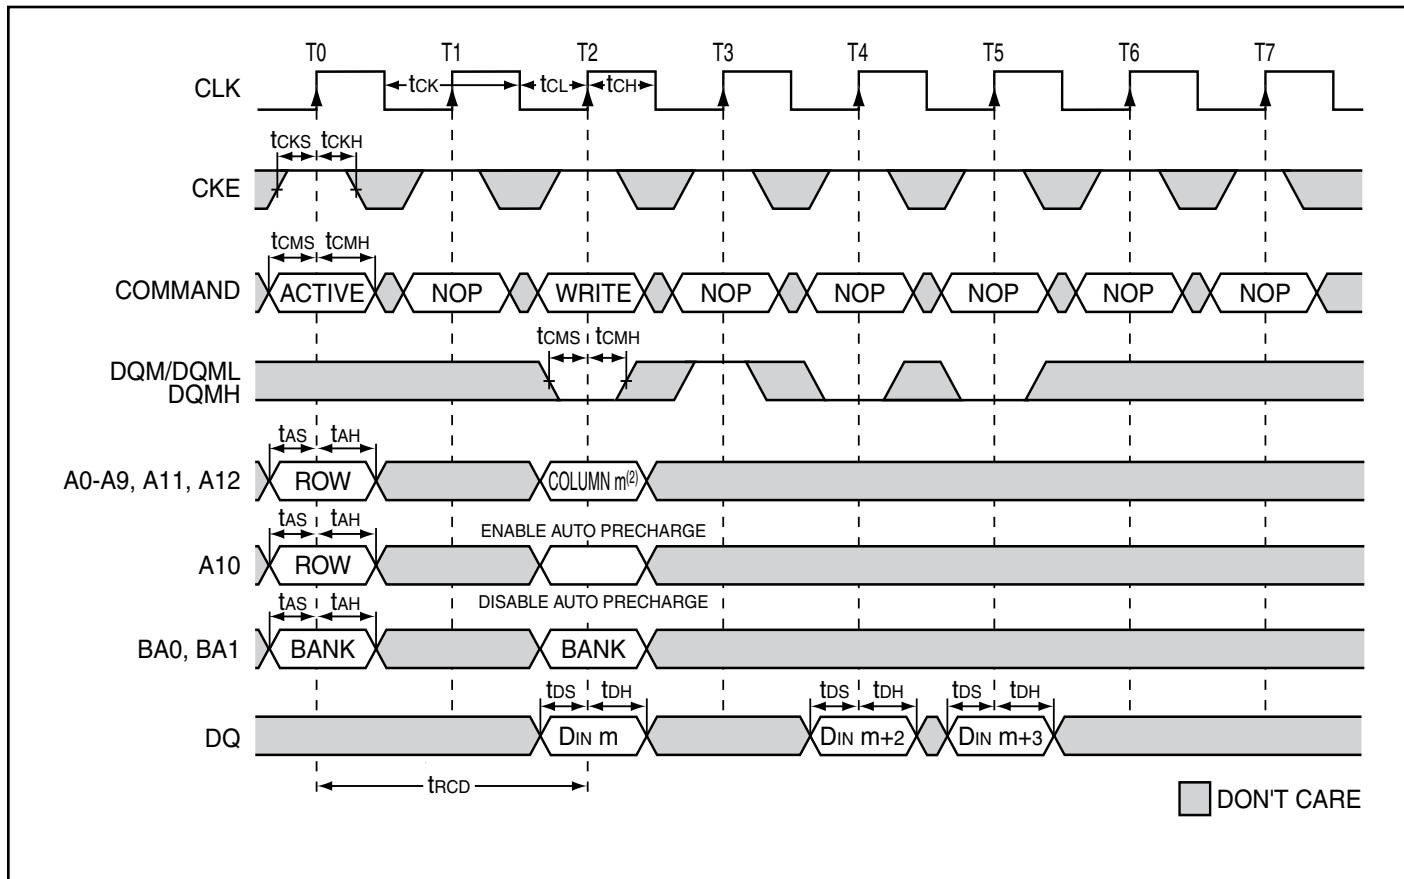 T0 T1 T2 T3 T4 T5 T6 T7
CLK
tCK tCL tCH
tCKS tCKH
CKE
tCMS tCMH
COMMAND ACTIVE NOP WRITE NOP NOP NOP NOP NOP
tCMS tCMH
DQM/DQML
DQMH
tAS tAH
A0-A9, A11, A12 ROW COLUMN m(2)
tAS tAH ENABLE AUTO PRECHARGE
A10 ROW
tAS tAH DISABLE AUTO PRECHARGE
BA0, BA1 BANK BANK
tDS tDH tDS tDH tDS tDH
DQ DIN m DIN m+2 DIN m+3
tRCD
DON'T CARE